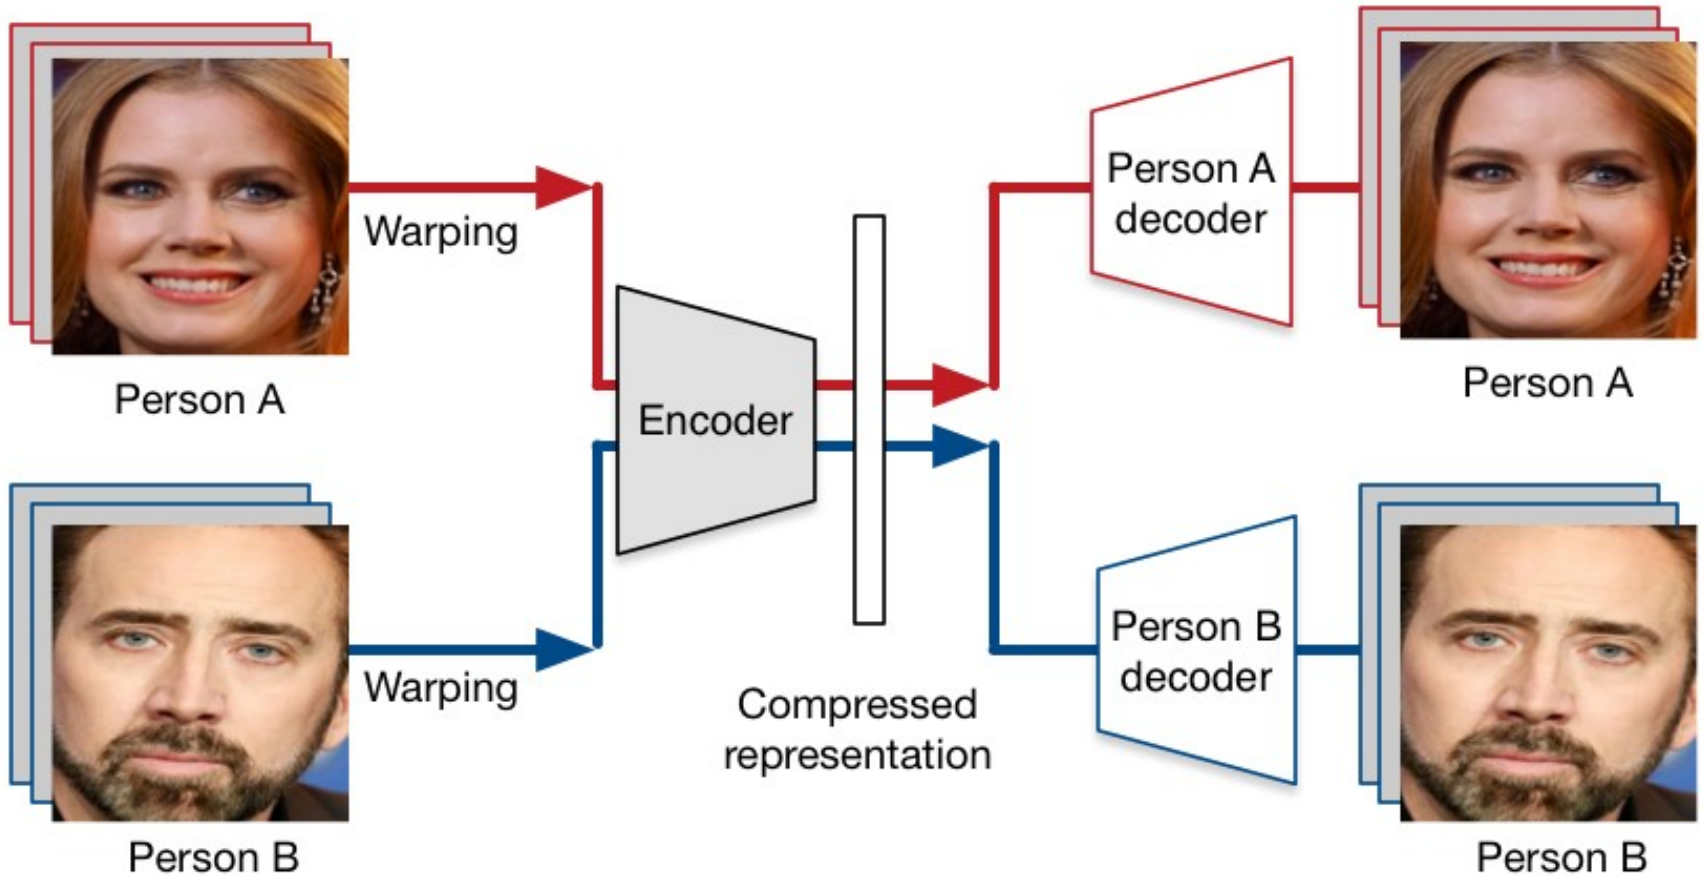 Person A
Warping
Encoder
Person B
Warping
Compressed
representation
Person A
decoder
Person A
Person B
decoder
Person B